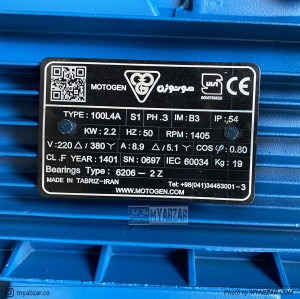 MOTOGEN
موتوژن
TYPE: 100L4A S1 PH.3 IM: B3 IP: 54
KW: 2.2 HZ: 50 RPM: 1405
V: 220 △ / 380 Y A: 8.9 △ / 5.1 Y COS φ: 0.80
CL.F YEAR: 1401 SN: 0697 IEC 60034 Kg: 19
Bearings Type: 6206-2Z
MADE IN TABRIZ-IRAN Tel: +98(041)34453001-3
WWW.MOTOGEN.COM
MYABZAR
myabzar.co